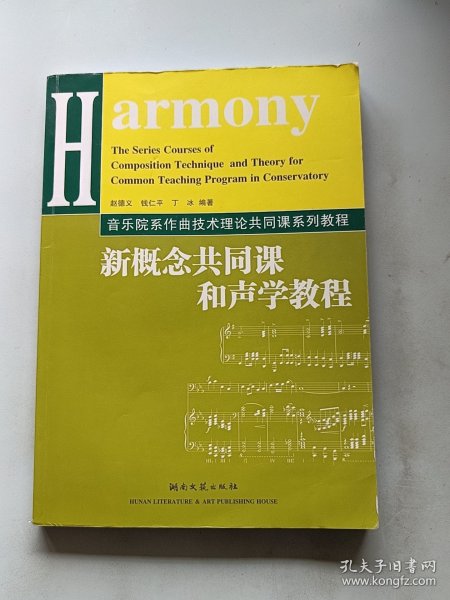 Harmony
The Series Courses of
Composition Technique and Theory for
Common Teaching Program in Conservatory
赵德义 钱仁平 丁 冰 编著
音乐院系作曲技术理论共同课系列教程
新概念共同课
和声学教程
湖南文艺出版社
HUNAN LITERATURE & ART PUBLISHING HOUSE
孔夫子旧书网
www.kongfz.com